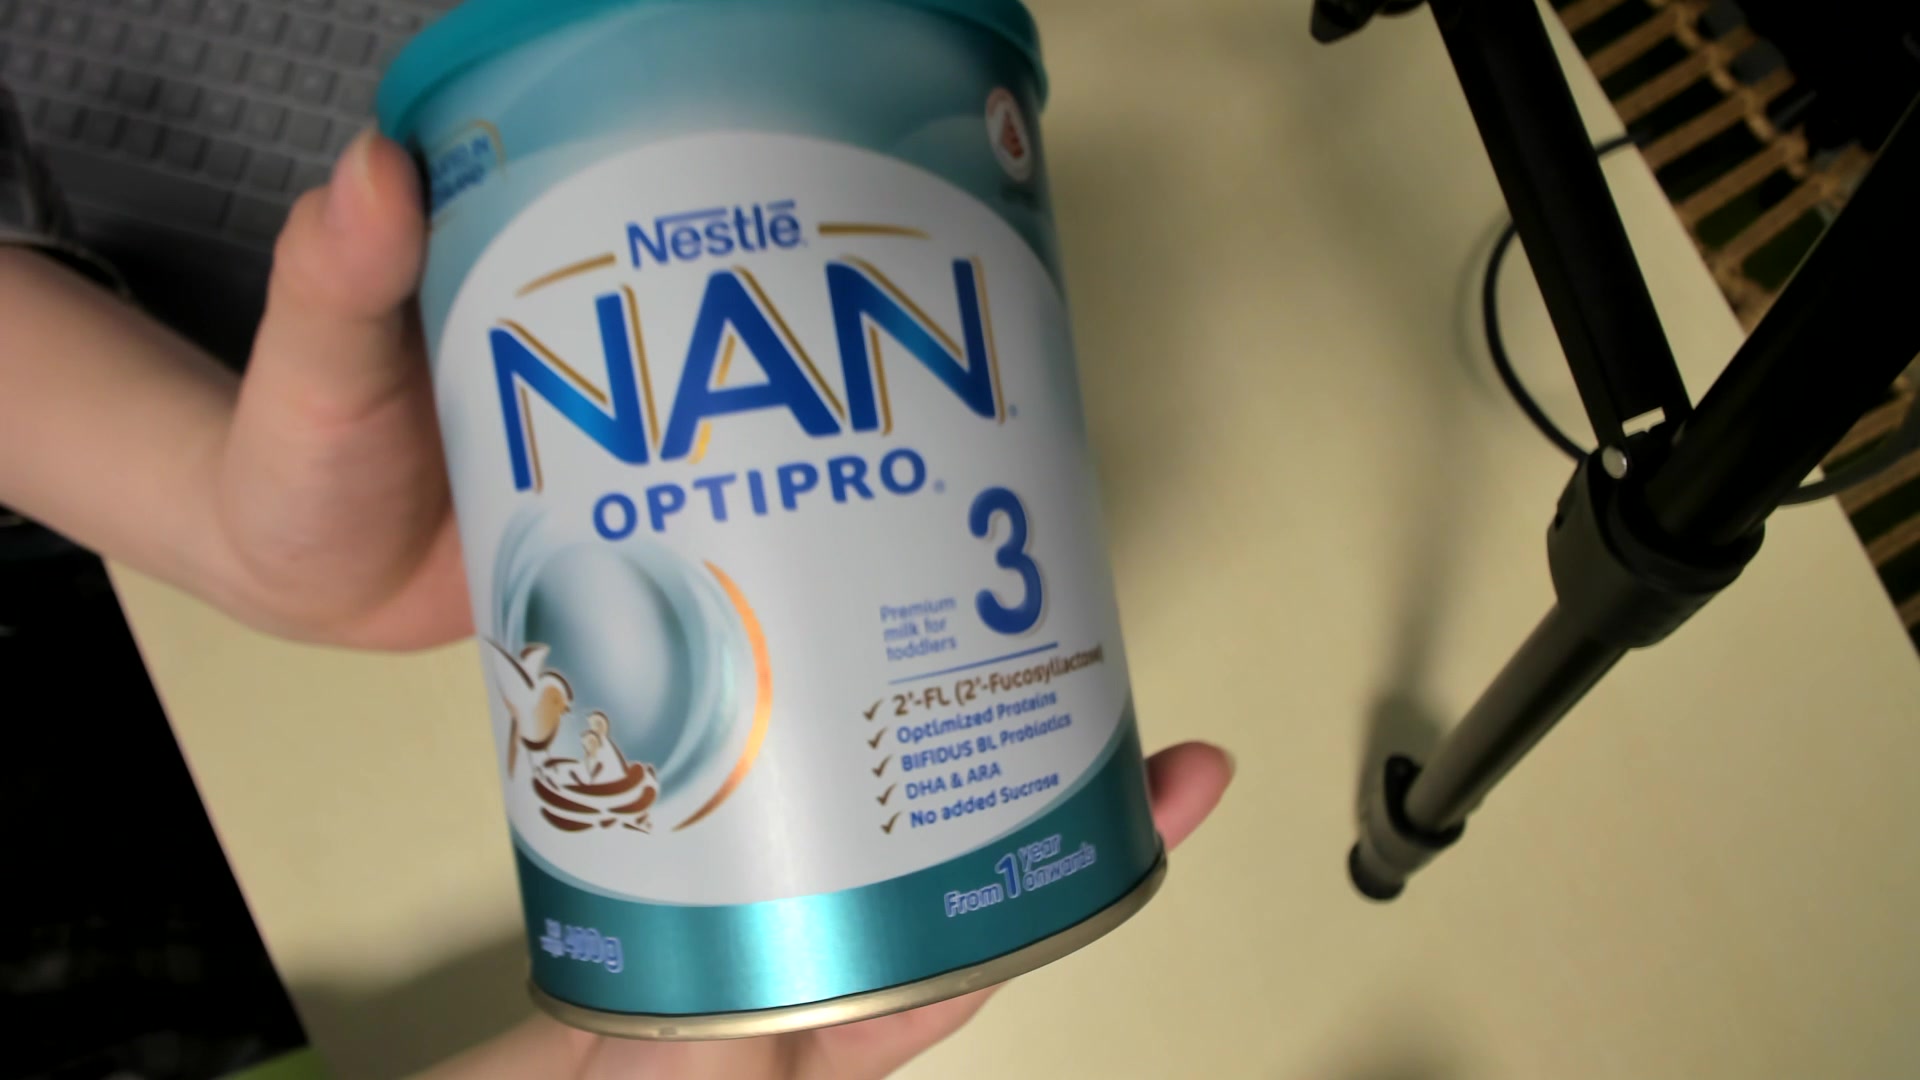 Nestlé
NAN
OPTIPRO
3
Premium
milk for
toddlers
2'-FL (2'-Fucosyllactose)
Optimized Proteins
BIFIDUS BL Probiotics
DHA & ARA
No added Sucrose
From 1 year
onwards
400g